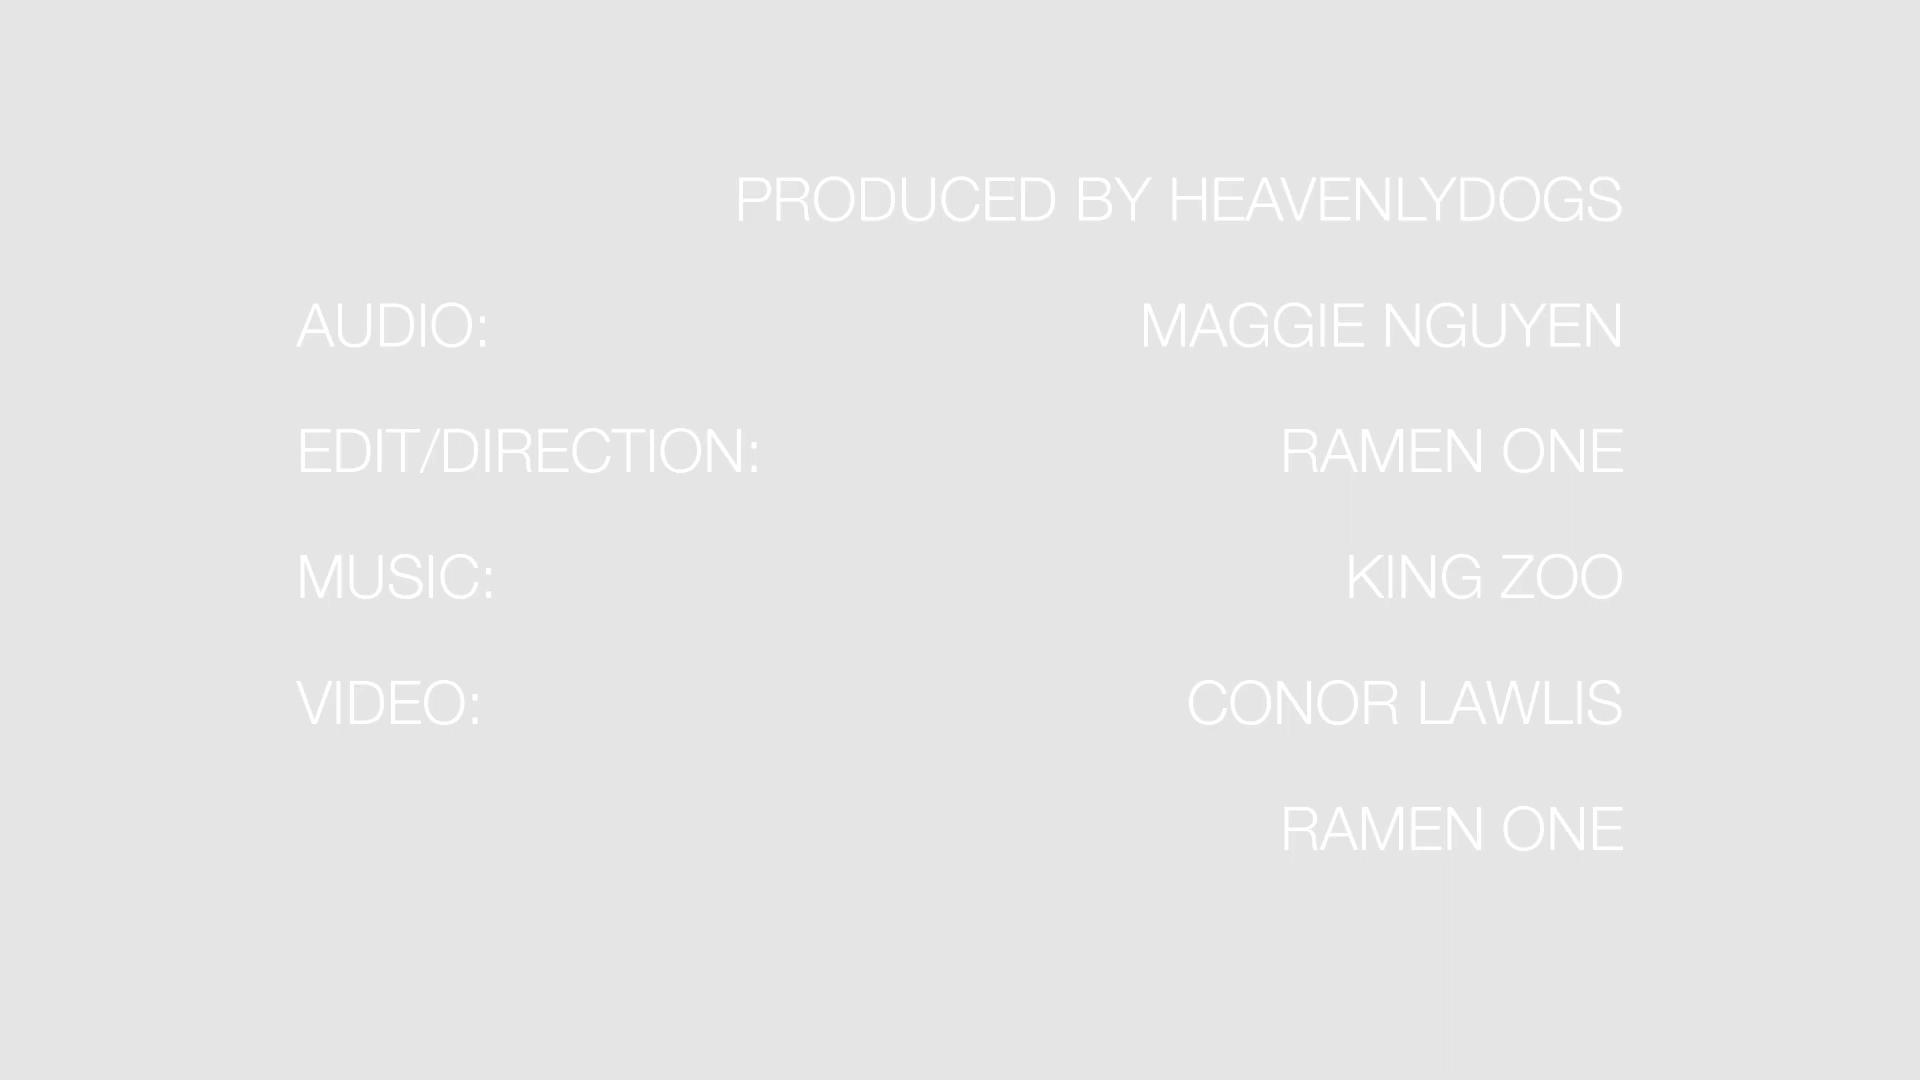 PRODUCED BY HEAVENLYDOGS
AUDIO: MAGGIE NGUYEN
EDIT/DIRECTION: RAMEN ONE
MUSIC: KING ZOO
VIDEO: CONOR LAWLIS
RAMEN ONE